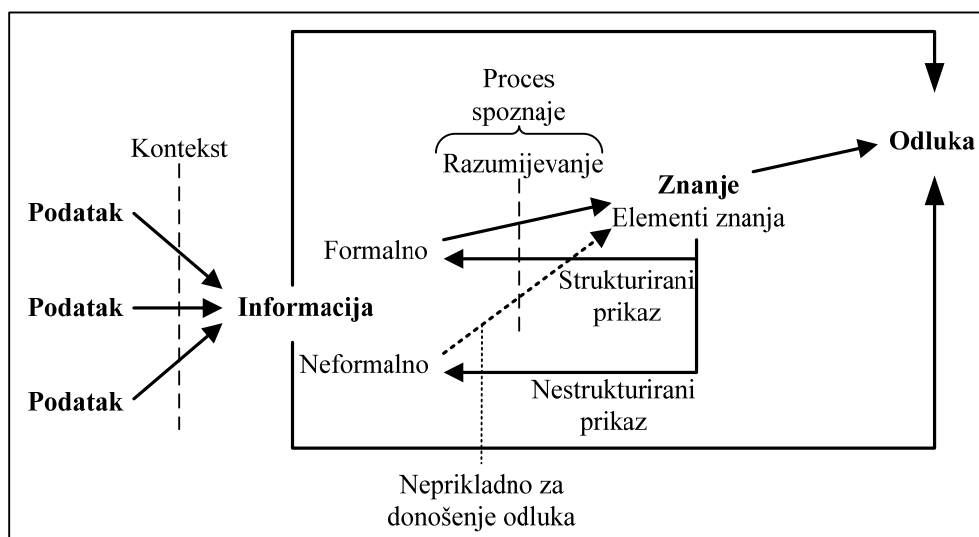 Kontekst
Podatak
Podatak
Podatak
Informacija
Proces
spoznaje
Razumijevanje
Formalno
Neformalno
Znanje
Elementi znanja
Strukturirani
prikaz
Nestrukturirani
prikaz
Neprikladno za
donošenje odluka
Odluka